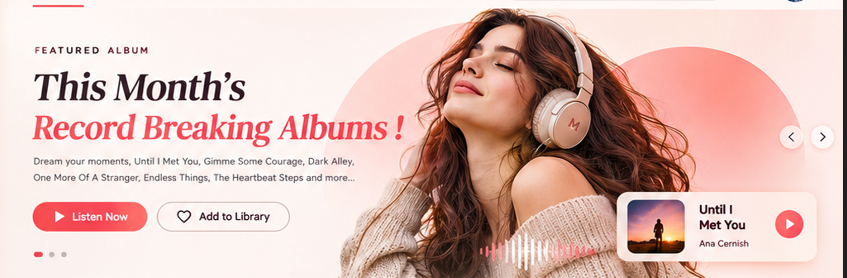 FEATURED ALBUM
This Month's
Record Breaking Albums !
Dream your moments, Until I Met You, Gimme Some Courage, Dark Alley,
One More Of A Stranger, Endless Things, The Heartbeat Steps and more...
Listen Now
Add to Library
M
Until I
Met You
Ana Cernish